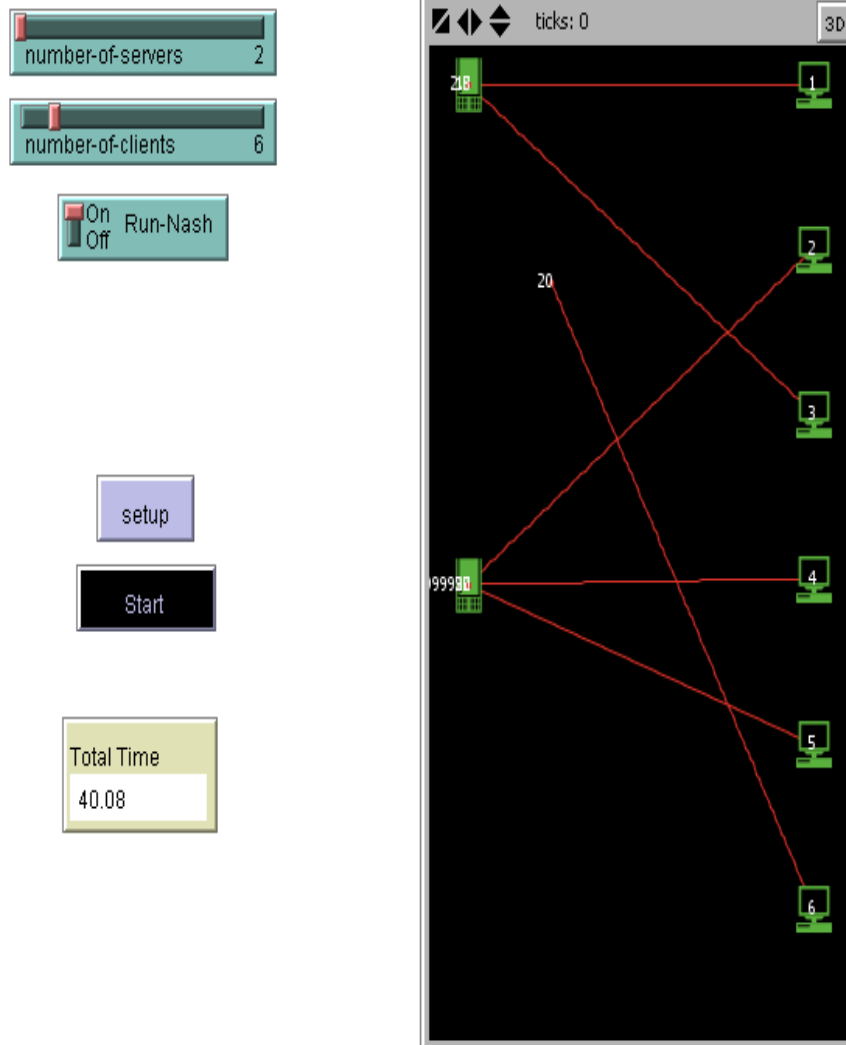 number-of-servers 2
number-of-clients 6
On
Off
Run-Nash
setup
Start
Total Time
40.08
ticks: 0
3D
1
2
20
3
4
5
6